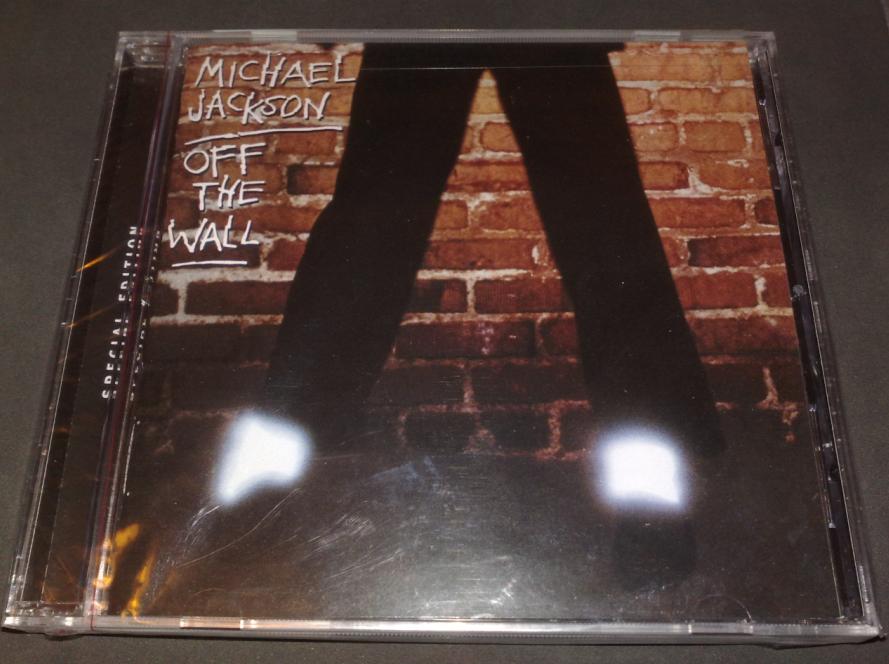 MICHAEL
JACKSON
OFF
THE
WALL
SPECIAL EDITION